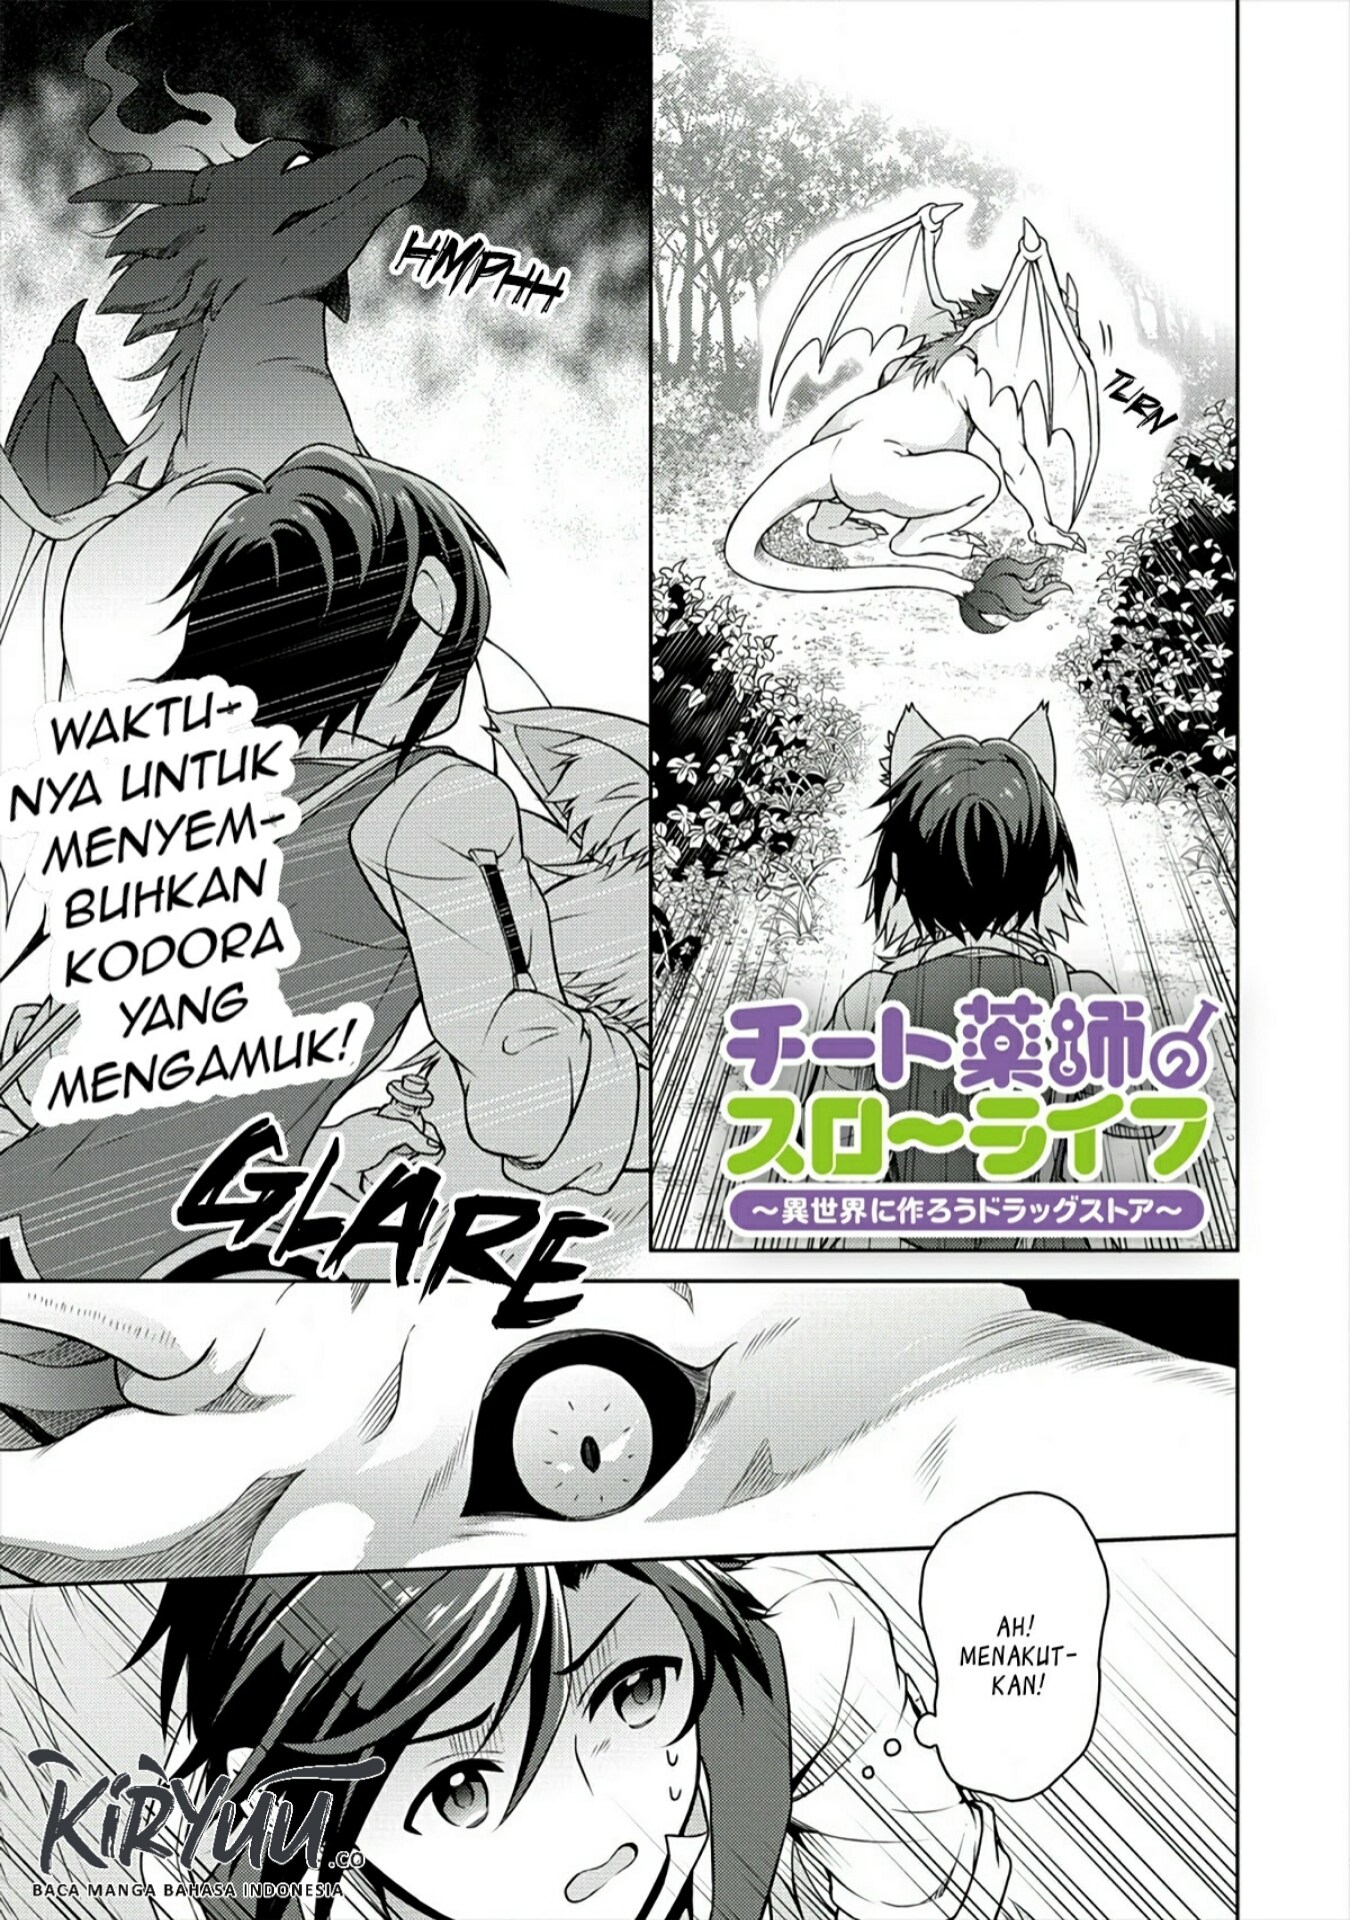 TURN
チート薬師の
スローライフ
～異世界に作ろうドラッグストア～
HMPHH
WAKTU-
NYA UNTUK
MENYEM-
BUHKAN
KODORA
YANG
MENGAMUK!
GLARE
AH!
MENAKUT-
KAN!
KIRYUU.CO
BACA MANGA BAHASA INDONESIA